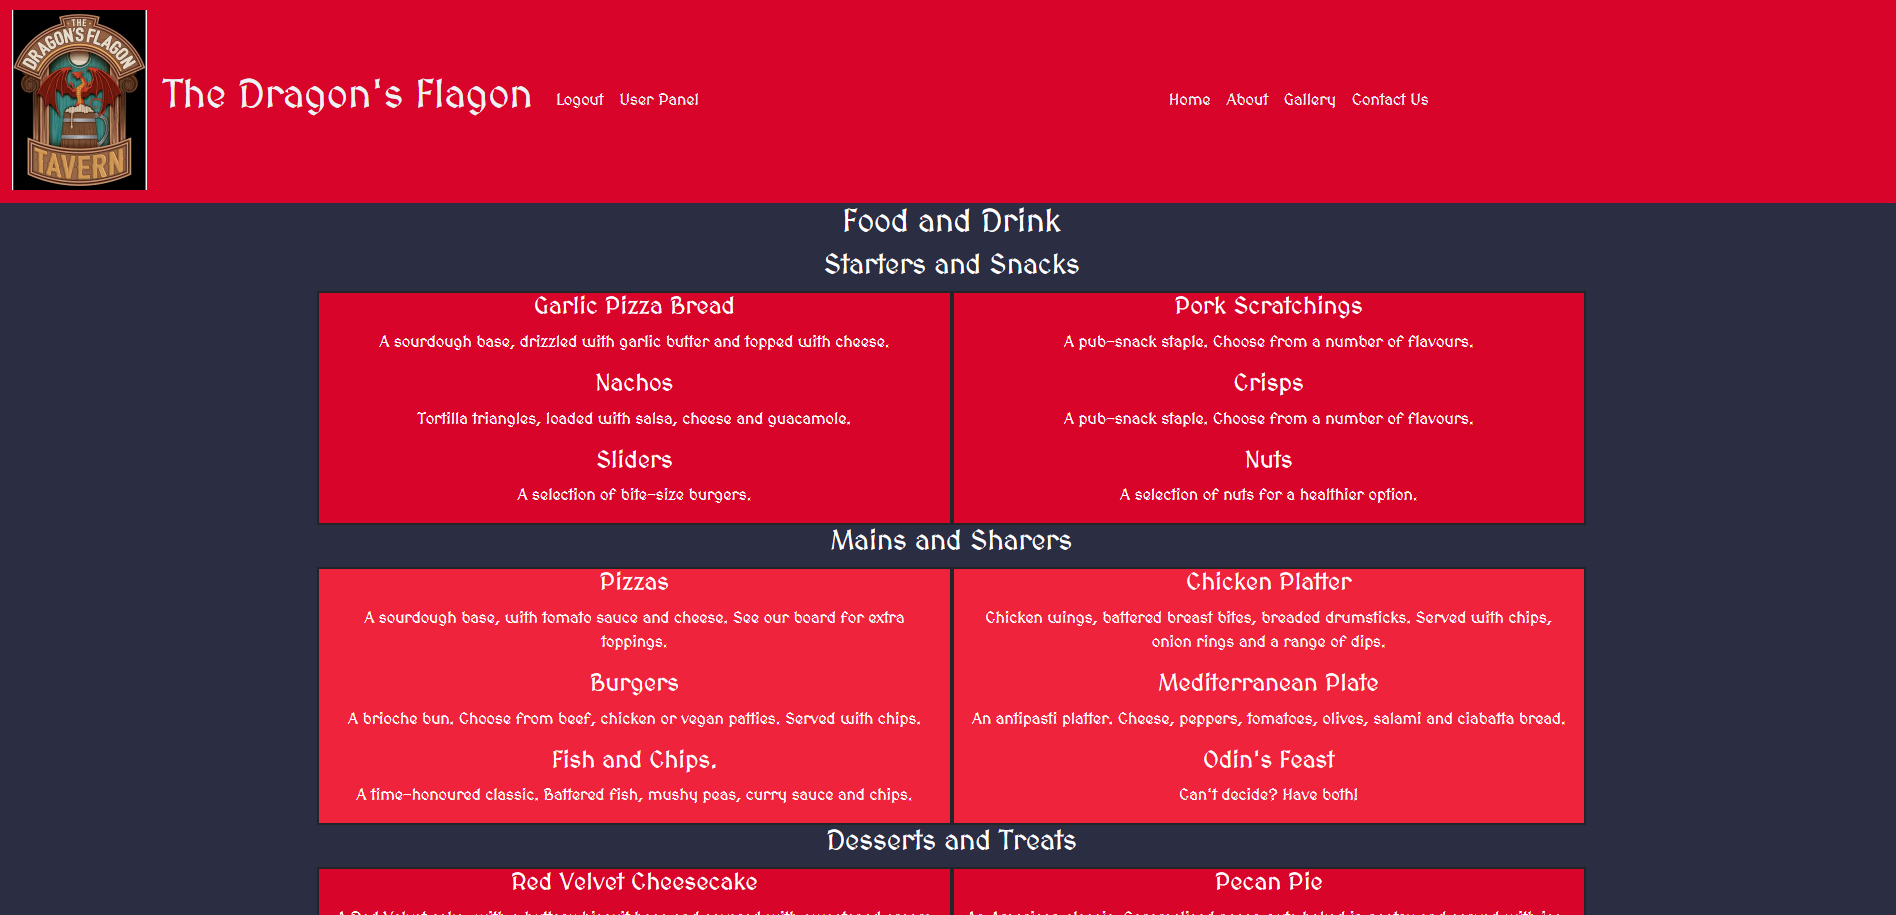 THE
DRAGON'S FLAGON
TAVERN
The Dragon's Flagon
Logout User Panel
Home About Gallery Contact Us
Food and Drink
Starters and Snacks
Garlic Pizza Bread
A sourdough base, drizzled with garlic butter and topped with cheese.
Nachos
Tortilla triangles, loaded with salsa, cheese and guacamole.
Sliders
A selection of bite-size burgers.
Pork Scratchings
A pub-snack staple. Choose from a number of flavours.
Crisps
A pub-snack staple. Choose from a number of flavours.
Nuts
A selection of nuts for a healthier option.
Mains and Sharers
Pizzas
A sourdough base, with tomato sauce and cheese. See our board for extra
toppings.
Burgers
A brioche bun. Choose from beef, chicken or vegan patties. Served with chips.
Fish and Chips.
A time-honoured classic. Battered fish, mushy peas, curry sauce and chips.
Chicken Platter
Chicken wings, battered breast bites, breaded drumsticks. Served with chips,
onion rings and a range of dips.
Mediterranean Plate
An antipasti platter. Cheese, peppers, tomatoes, olives, salami and ciabatta bread.
Odin's Feast
Can't decide? Have both!
Desserts and Treats
Red Velvet Cheesecake
Pecan Pie